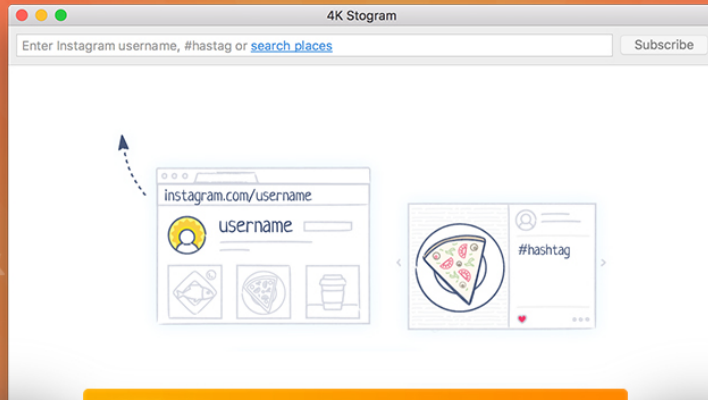 4K Stogram
Enter Instagram username, #hastag or search places
Subscribe
instagram.com/username
username
#hashtag